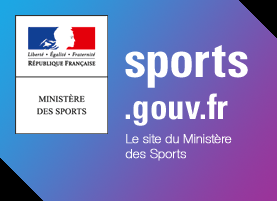 Liberté • Égalité • Fraternité
RÉPUBLIQUE FRANÇAISE
MINISTÈRE
DES SPORTS
sports
.gouv.fr
Le site du Ministère
des Sports